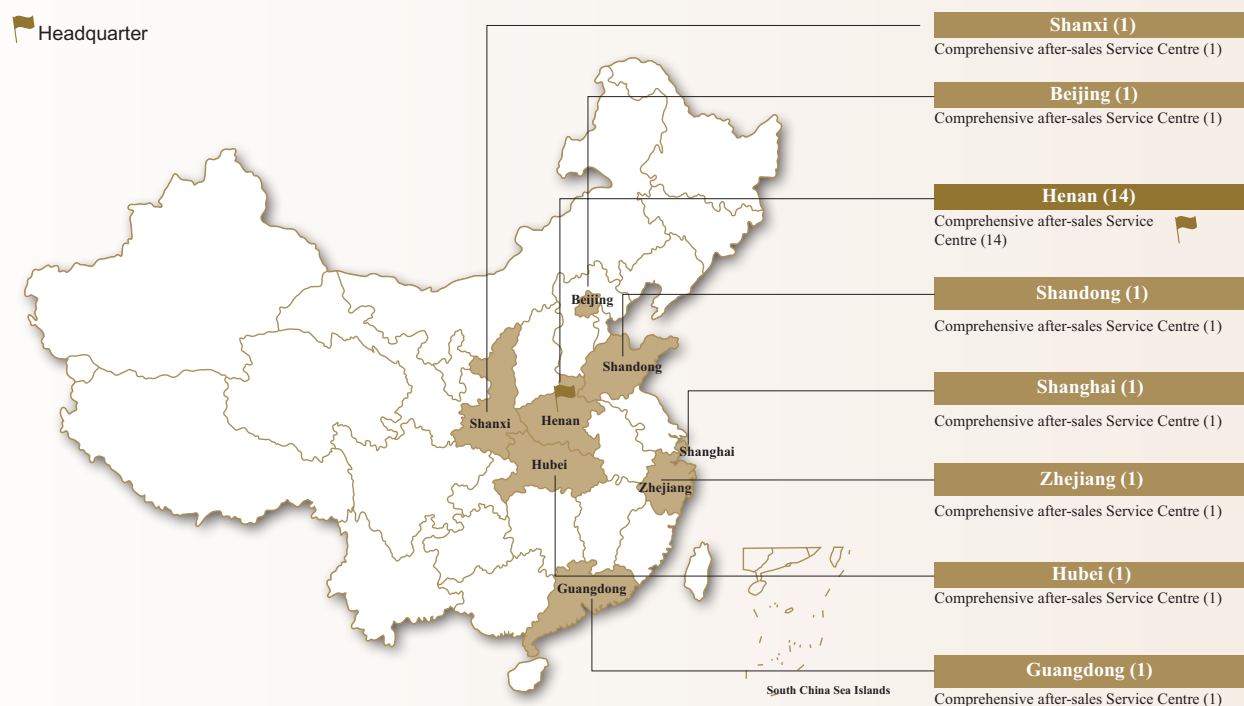 Headquarter
Shanxi (1)
Comprehensive after-sales Service Centre (1)
Beijing (1)
Comprehensive after-sales Service Centre (1)
Henan (14)
Comprehensive after-sales Service
Centre (14)
Shandong (1)
Comprehensive after-sales Service Centre (1)
Shanghai (1)
Comprehensive after-sales Service Centre (1)
Zhejiang (1)
Comprehensive after-sales Service Centre (1)
Hubei (1)
Comprehensive after-sales Service Centre (1)
Guangdong (1)
Comprehensive after-sales Service Centre (1)
Beijing
Shandong
Shanxi
Henan
Shanghai
Hubei
Zhejiang
Guangdong
South China Sea Islands